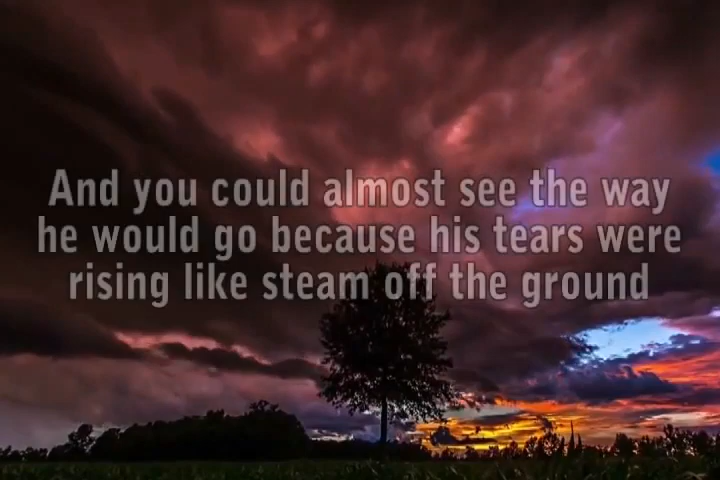 And you could almost see the way
he would go because his tears were
rising like steam off the ground